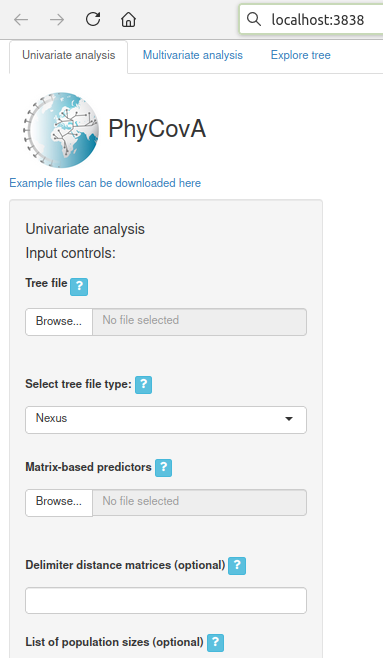 localhost:3838
Univariate analysis Multivariate analysis Explore tree
PhyCovA
Example files can be downloaded here
Univariate analysis
Input controls:
Tree file ?
Browse... No file selected
Select tree file type: ?
Nexus
Matrix-based predictors ?
Browse... No file selected
Delimiter distance matrices (optional) ?
List of population sizes (optional) ?